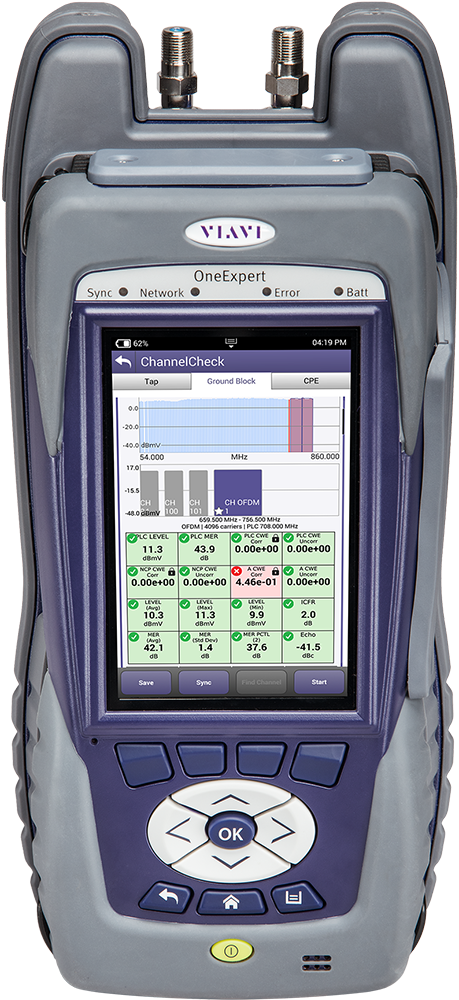 VIAVI
OneExpert
Sync Network Error Batt
62% 04:19 PM
ChannelCheck
Tap Ground Block CPE
0.0
-20.0
-40.0 dBmV
54.000 MHz 860.000
17.0
-15.5
-48.0 dBmV
CH CH CH CH OFDM
100 101 1
659.500 MHz - 756.500 MHz
OFDM | 4096 carriers | PLC 708.000 MHz
PLC LEVEL PLC MER PLC CWE Corr PLC CWE Uncorr
11.3 dBmV 43.9 dB 0.00e+00 0.00e+00
NCP CWE Corr NCP CWE Uncorr A CWE Corr A CWE Uncorr
0.00e+00 0.00e+00 4.46e-01 0.00e+00
LEVEL (Avg) LEVEL (Max) LEVEL (Min) ICFR
10.3 dBmV 11.3 dBmV 9.9 dBmV 2.0 dB
MER (Avg) MER (Std Dev) MER PCTL (2) Echo
42.1 dB 1.4 dB 37.6 dB -41.5 dBc
Save Sync Find Channel Start
OK